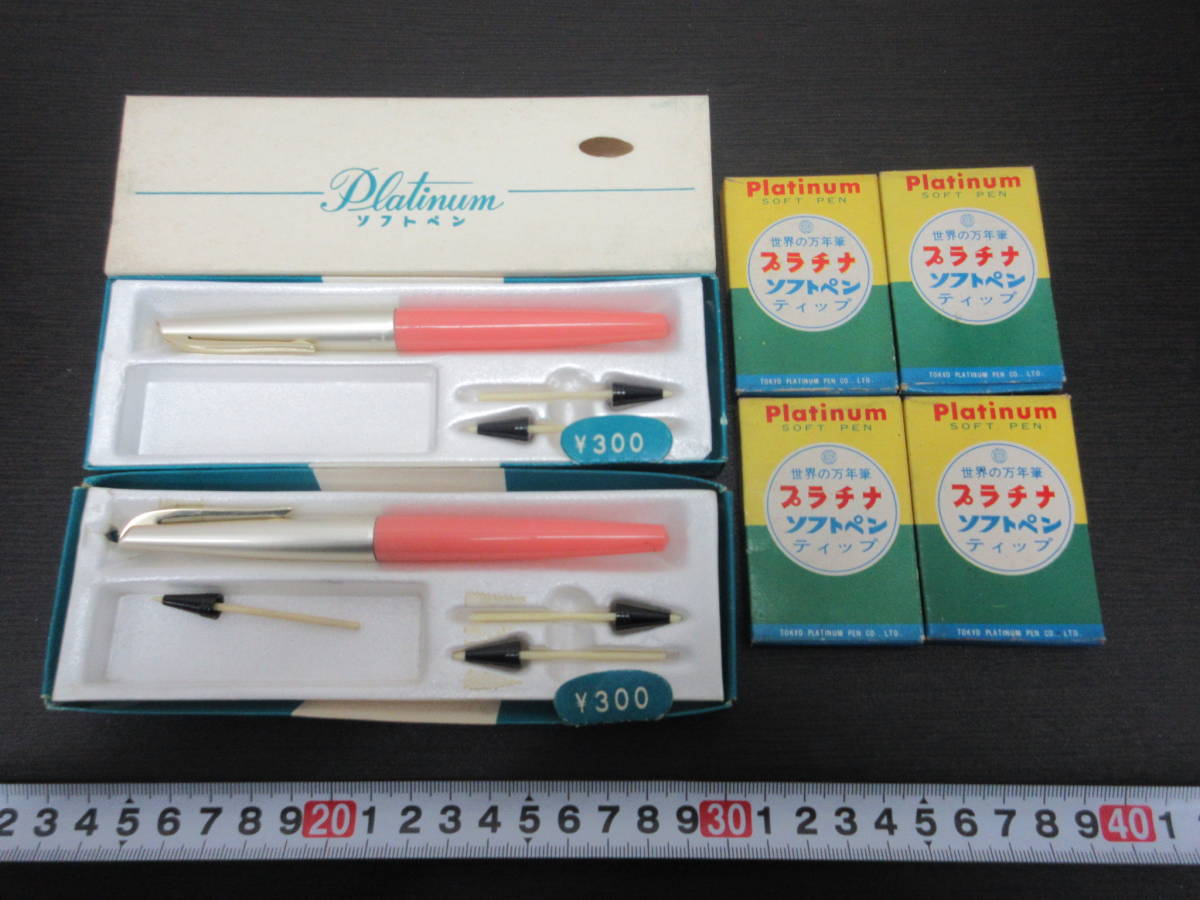 Platinum
ソフトペン
¥300
¥300
Platinum
SOFT PEN
世界の万年筆
プラチナ
ソフトペン
ティップ
TOKYO PLATINUM PEN CO., LTD.
Platinum
SOFT PEN
世界の万年筆
プラチナ
ソフトペン
ティップ
TOKYO PLATINUM PEN CO., LTD.
Platinum
SOFT PEN
世界の万年筆
プラチナ
ソフトペン
ティップ
TOKYO PLATINUM PEN CO., LTD.
Platinum
SOFT PEN
世界の万年筆
プラチナ
ソフトペン
ティップ
TOKYO PLATINUM PEN CO., LTD.
2 3 4 5 6 7 8 9 20 1 2 3 4 5 6 7 8 9 30 1 2 3 4 5 6 7 8 9 40 1